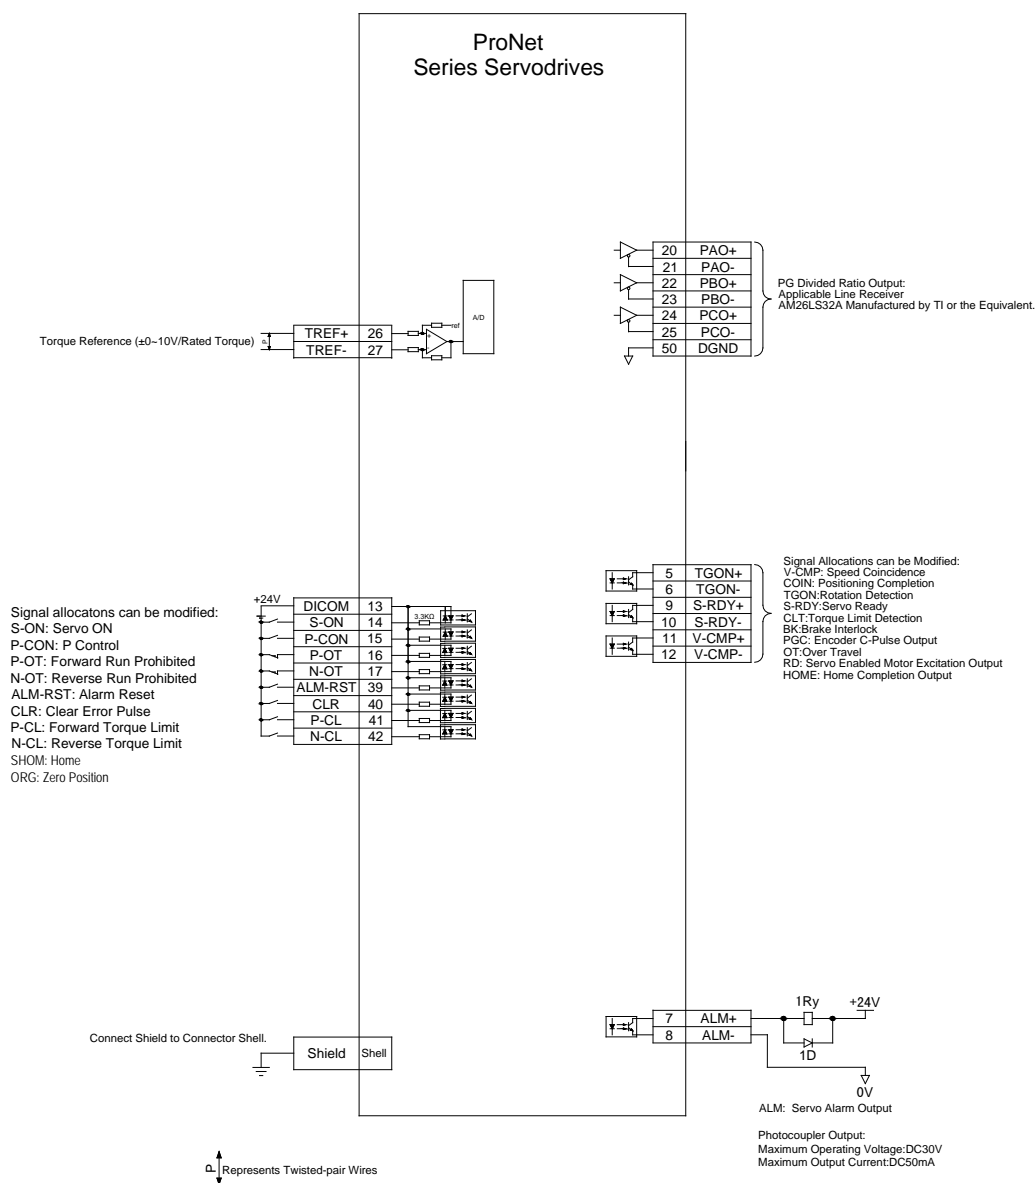 ProNet
Series Servodrives
20 PAO+
21 PAO-
22 PBO+
23 PBO-
24 PCO+
25 PCO-
50 DGND
PG Divided Ratio Output:
Applicable Line Receiver
AM26LS32A Manufactured by TI or the Equivalent.
Torque Reference (±0~10V/Rated Torque)
P
TREF+ 26
TREF- 27
ref
A/D
Signal allocatons can be modified:
S-ON: Servo ON
P-CON: P Control
P-OT: Forward Run Prohibited
N-OT: Reverse Run Prohibited
ALM-RST: Alarm Reset
CLR: Clear Error Pulse
P-CL: Forward Torque Limit
N-CL: Reverse Torque Limit
SHOM: Home
ORG: Zero Position
+24V
DICOM 13
S-ON 14
P-CON 15
P-OT 16
N-OT 17
ALM-RST 39
CLR 40
P-CL 41
N-CL 42
3.3KΩ
5 TGON+
6 TGON-
9 S-RDY+
10 S-RDY-
11 V-CMP+
12 V-CMP-
Signal Allocations can be Modified:
V-CMP: Speed Coincidence
COIN: Positioning Completion
TGON:Rotation Detection
S-RDY:Servo Ready
CLT:Torque Limit Detection
BK:Brake Interlock
PGC: Encoder C-Pulse Output
OT:Over Travel
RD: Servo Enabled Motor Excitation Output
HOME: Home Completion Output
Connect Shield to Connector Shell.
Shield Shell
7 ALM+
8 ALM-
1Ry
+24V
1D
0V
ALM: Servo Alarm Output
Photocoupler Output:
Maximum Operating Voltage:DC30V
Maximum Output Current:DC50mA
P Represents Twisted-pair Wires